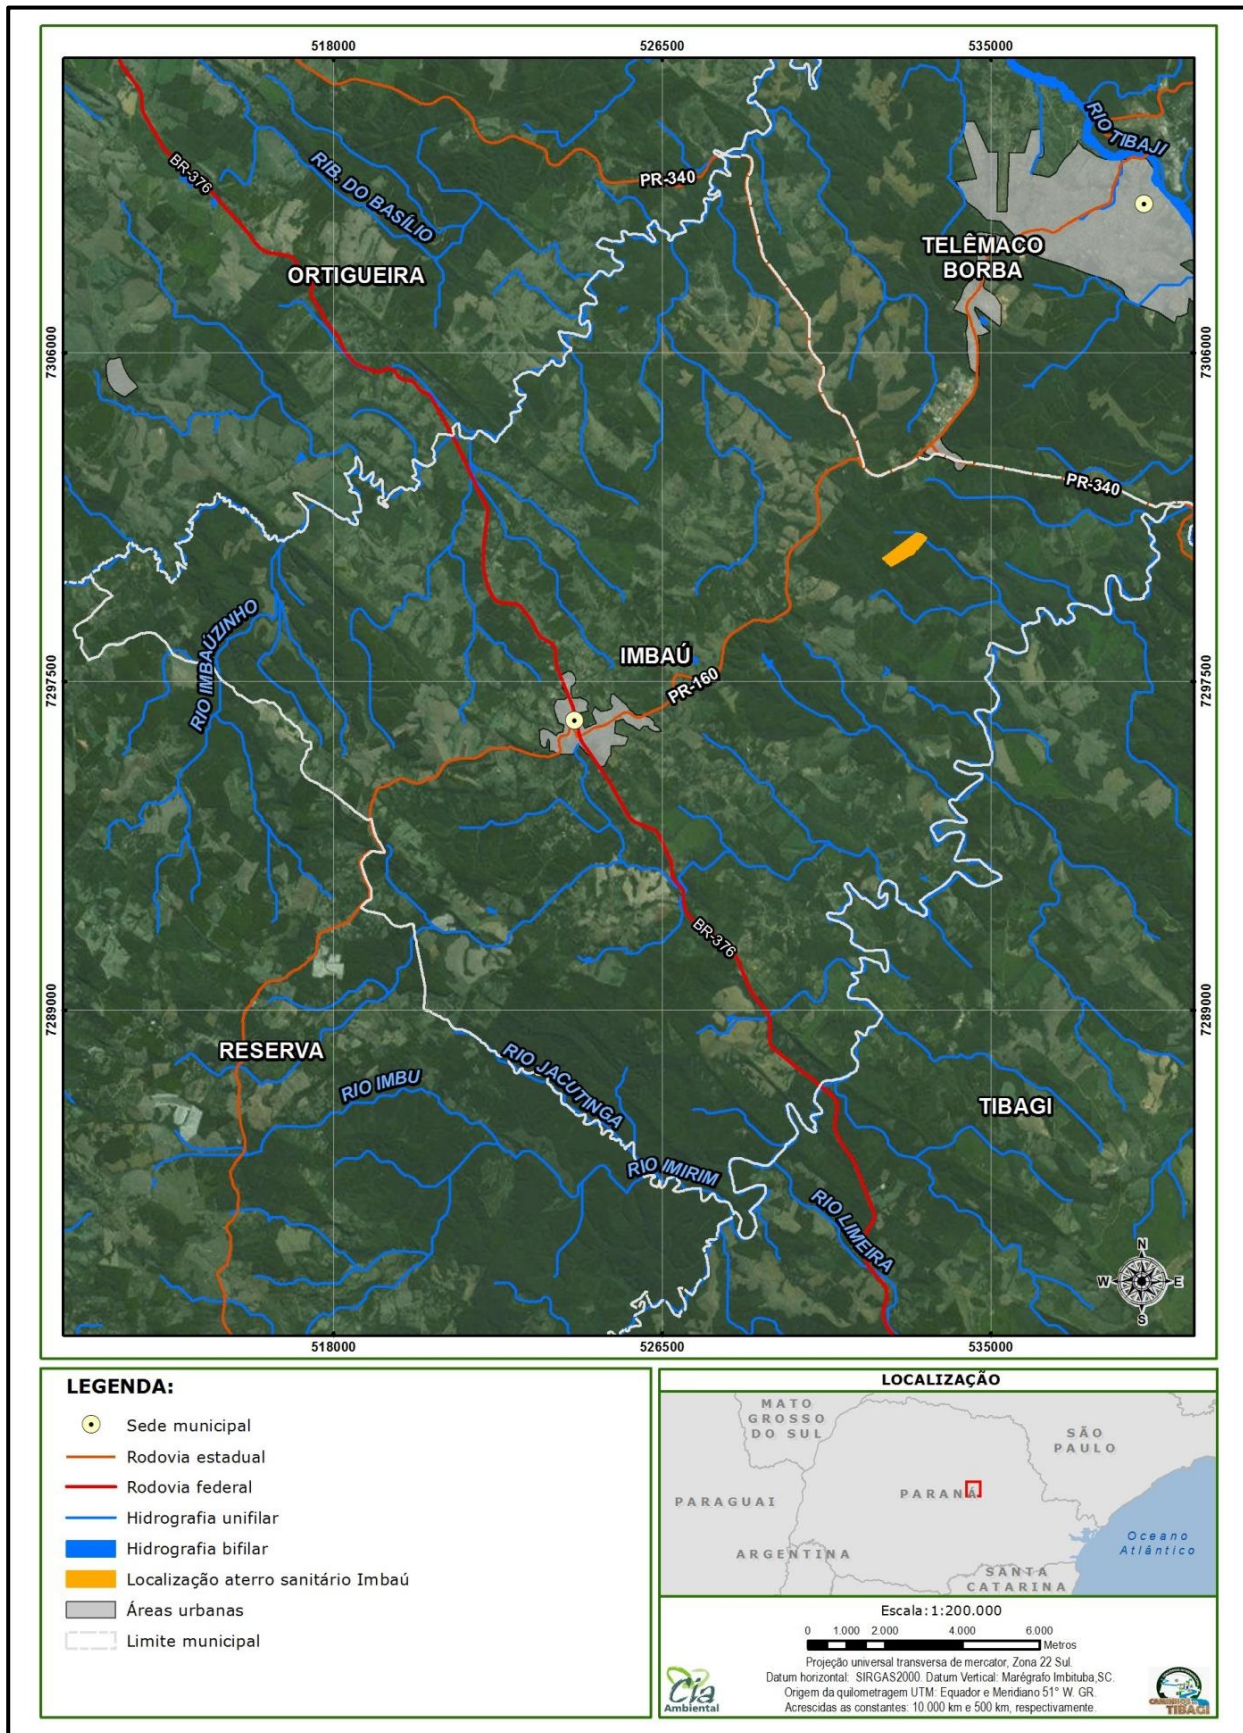 518000
526500
535000
RIO TIBAJI
BR-376
RIB. DO BASÍLIO
PR-340
TELÊMACO
BORBA
ORTIGUEIRA
7306000
7306000
PR-340
RIO IMBAÚZINHO
IMBAÚ
PR-160
7297500
7297500
BR-376
7289000
7289000
RESERVA
RIO IMBU
RIO JACUTINGA
TIBAGI
RIO IMIRIM
RIO LIMEIRA
N
W
E
S
518000
526500
535000
LEGENDA:
Sede municipal
Rodovia estadual
Rodovia federal
Hidrografia unifilar
Hidrografia bifilar
Localização aterro sanitário Imbaú
Áreas urbanas
Limite municipal
LOCALIZAÇÃO
MATO
GROSSO
DO SUL
SÃO
PAULO
PARAGUAI
PARANÁ
Oceano
Atlântico
ARGENTINA
SANTA
CATARINA
Escala: 1:200.000
0 1.000 2.000 4.000 6.000
Metros
Projeção universal transversa de mercator, Zona 22 Sul.
Datum horizontal: SIRGAS2000. Datum Vertical: Marégrafo Imbituba,SC.
Origem da quilometragem UTM: Equador e Meridiano 51° W. GR.
Acrescidas as constantes: 10.000 km e 500 km, respectivamente.
Cia
Ambiental
TIBAGI